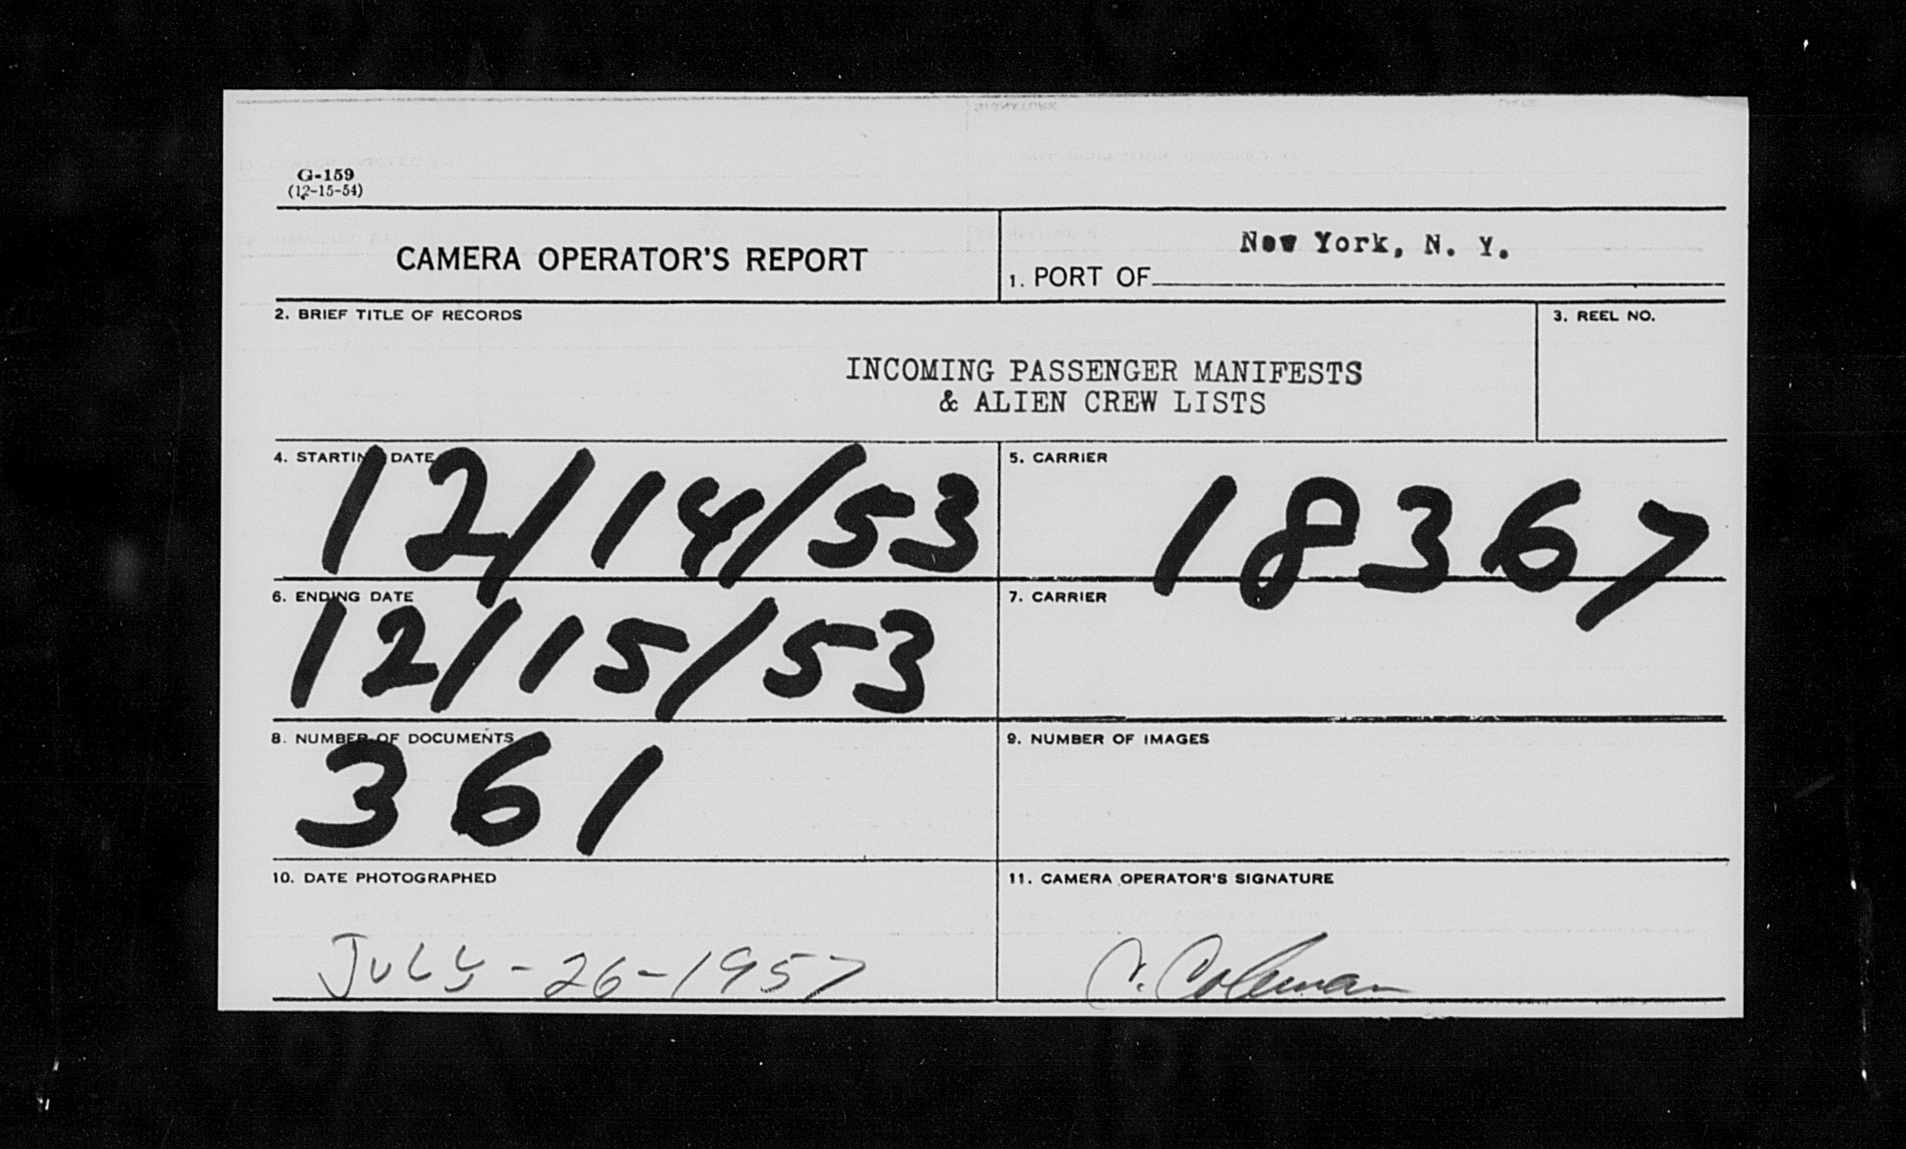 G-159
(12-15-54)
CAMERA OPERATOR'S REPORT
1. PORT OF New York, N. Y.
2. BRIEF TITLE OF RECORDS
INCOMING PASSENGER MANIFESTS
& ALIEN CREW LISTS
3. REEL NO.
4. STARTING DATE
12/14/53
5. CARRIER
18367
6. ENDING DATE
12/15/53
7. CARRIER
8. NUMBER OF DOCUMENTS
361
9. NUMBER OF IMAGES
10. DATE PHOTOGRAPHED
JULY-26-1957
11. CAMERA OPERATOR'S SIGNATURE
C. Coleman